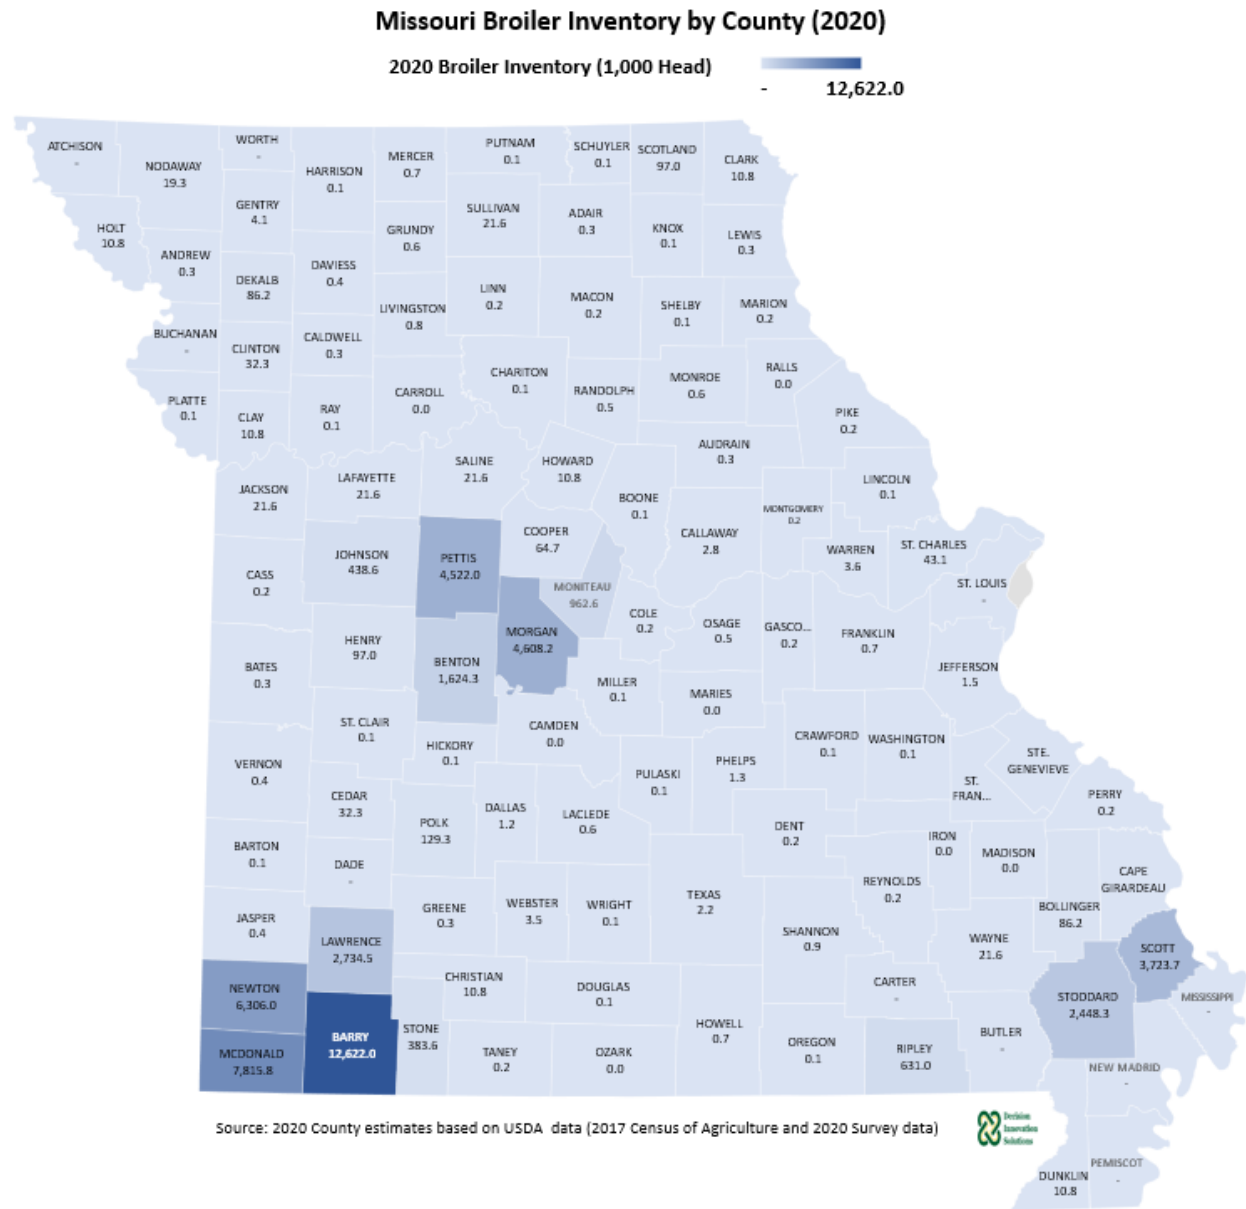 Missouri Broiler Inventory by County (2020)
2020 Broiler Inventory (1,000 Head)
-
12,622.0
ATCHISON
-
NODAWAY
19.3
WORTH
-
HARRISON
0.1
MERCER
0.7
PUTNAM
0.1
SCHUYLER
0.1
SCOTLAND
97.0
CLARK
10.8
HOLT
10.8
GENTRY
4.1
GRUNDY
0.6
SULLIVAN
21.6
ADAIR
0.3
KNOX
0.1
LEWIS
0.3
ANDREW
0.3
DEKALB
86.2
DAVIESS
0.4
LIVINGSTON
0.8
LINN
0.2
MACON
0.2
SHELBY
0.1
MARION
0.2
BUCHANAN
-
CLINTON
32.3
CALDWELL
0.3
CARROLL
0.0
CHARITON
0.1
RANDOLPH
0.5
MONROE
0.6
RALLS
0.0
PLATTE
0.1
CLAY
10.8
RAY
0.1
PIKE
0.2
AUDRAIN
0.3
JACKSON
21.6
LAFAYETTE
21.6
SALINE
21.6
HOWARD
10.8
BOONE
0.1
LINCOLN
0.1
MONTGOMERY
0.2
CALLAWAY
2.8
COOPER
64.7
PETTIS
4,522.0
JOHNSON
438.6
CASS
0.2
WARREN
3.6
ST. CHARLES
43.1
ST. LOUIS
-
MONITEAU
962.6
COLE
0.2
OSAGE
0.5
GASCO...
0.2
FRANKLIN
0.7
JEFFERSON
1.5
MORGAN
4,608.2
HENRY
97.0
BENTON
1,624.3
BATES
0.3
MILLER
0.1
MARIES
0.0
ST. CLAIR
0.1
HICKORY
0.1
CAMDEN
0.0
PULASKI
0.1
PHELPS
1.3
CRAWFORD
0.1
WASHINGTON
0.1
STE.
GENEVIEVE
ST.
FRAN...
PERRY
0.2
VERNON
0.4
CEDAR
32.3
POLK
129.3
DALLAS
1.2
LACLEDE
0.6
DENT
0.2
IRON
0.0
MADISON
0.0
CAPE
GIRARDEAU
BARTON
0.1
DADE
-
REYNOLDS
0.2
BOLLINGER
86.2
JASPER
0.4
LAWRENCE
2,734.5
GREENE
0.3
WEBSTER
3.5
WRIGHT
0.1
TEXAS
2.2
SHANNON
0.9
WAYNE
21.6
SCOTT
3,723.7
NEWTON
6,306.0
CHRISTIAN
10.8
DOUGLAS
0.1
CARTER
-
STODDARD
2,448.3
MISSISSIPPI
-
MCDONALD
7,815.8
BARRY
12,622.0
STONE
383.6
TANEY
0.2
OZARK
0.0
HOWELL
0.7
OREGON
0.1
RIPLEY
631.0
BUTLER
-
NEW MADRID
-
PEMISCOT
-
DUNKLIN
10.8
Source: 2020 County estimates based on USDA  data (2017 Census of Agriculture and 2020 Survey data)
Decision
Innovation
Solutions